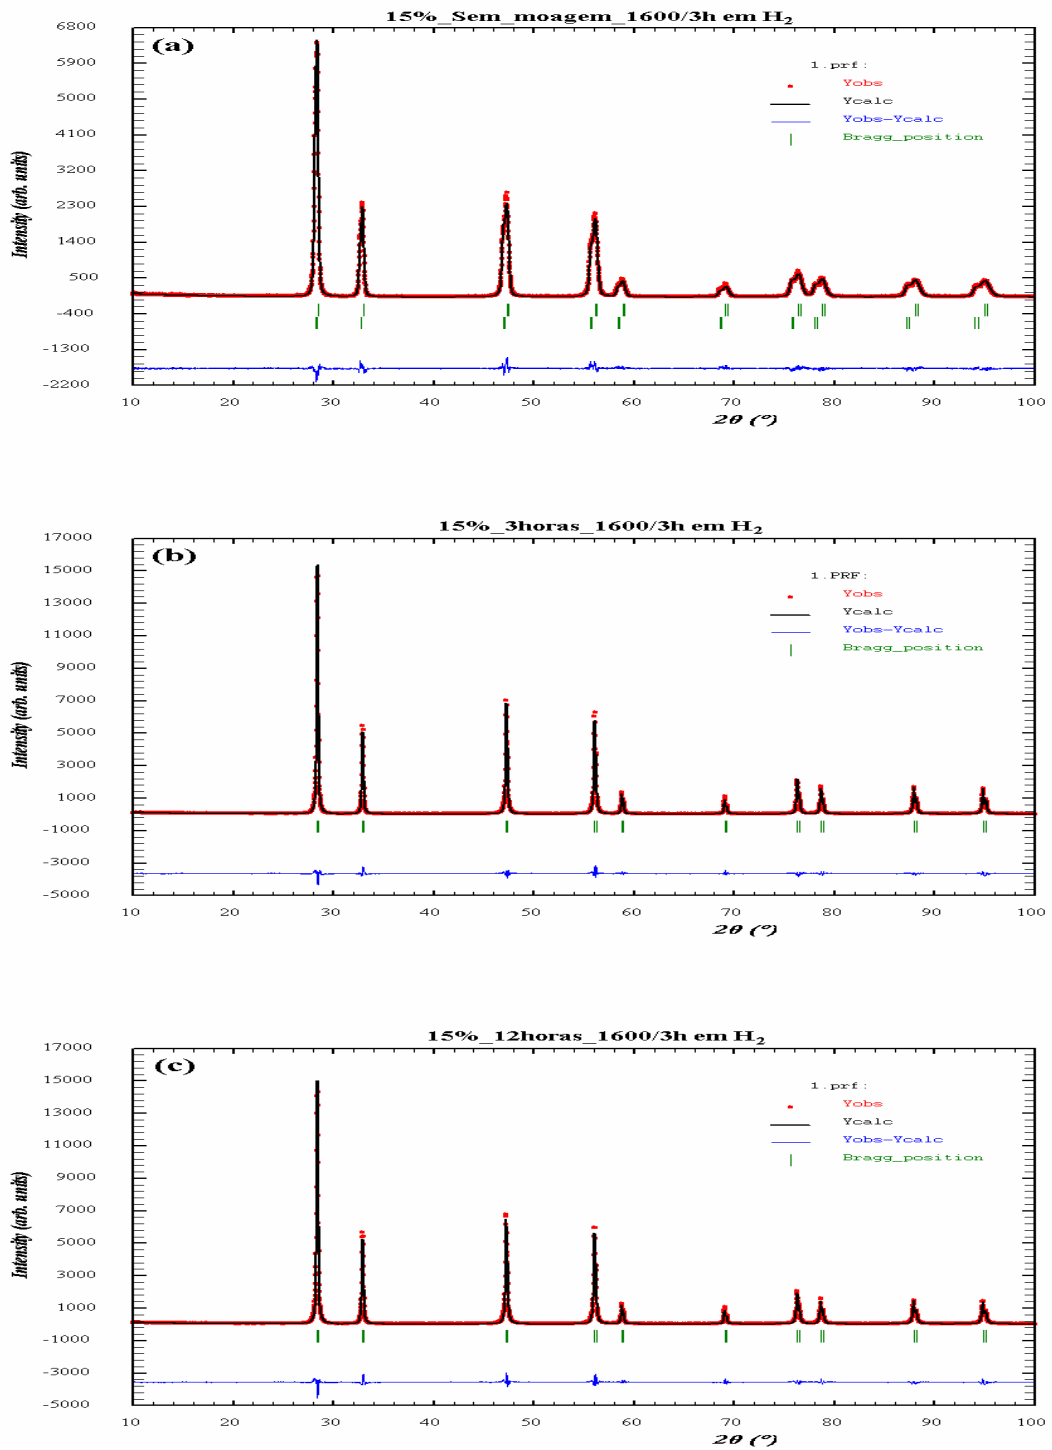 15%_Sem_moagem_1600/3h em H2
(a)
6800
5900
5000
4100
3200
2300
1400
500
-400
-1300
-2200
Intensity (arb. units)
1.prf:
Yobs
Ycalc
Yobs-Ycalc
Bragg_position
10 20 30 40 50 60 70 80 90 100
2θ (°)
15%_3horas_1600/3h em H2
(b)
17000
15000
13000
11000
9000
7000
5000
3000
1000
-1000
-3000
-5000
Intensity (arb. units)
1.PRF:
Yobs
Ycalc
Yobs-Ycalc
Bragg_position
10 20 30 40 50 60 70 80 90 100
2θ (°)
15%_12horas_1600/3h em H2
(c)
17000
15000
13000
11000
9000
7000
5000
3000
1000
-1000
-3000
-5000
Intensity (arb. units)
1.prf:
Yobs
Ycalc
Yobs-Ycalc
Bragg_position
10 20 30 40 50 60 70 80 90 100
2θ (°)